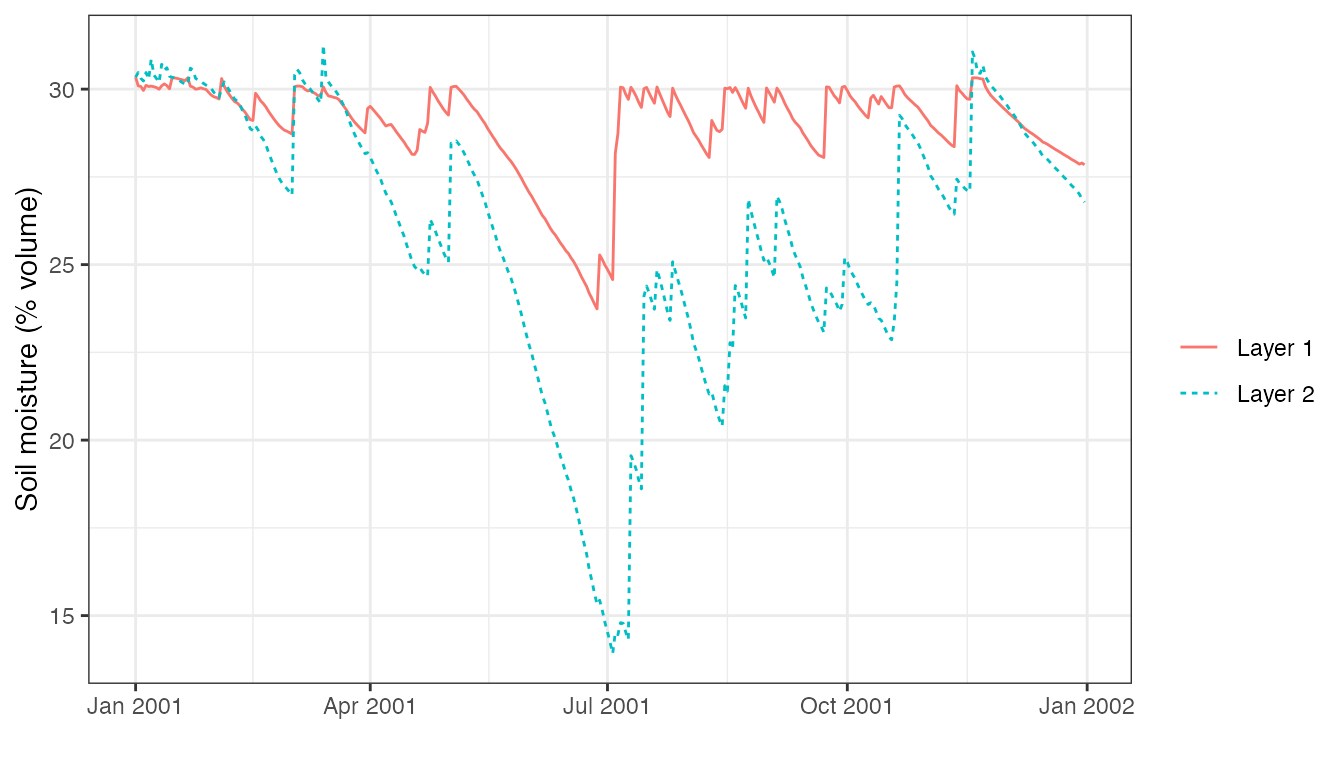 Soil moisture (% volume)
30
25
20
15
Jan 2001
Apr 2001
Jul 2001
Oct 2001
Jan 2002
Layer 1
Layer 2